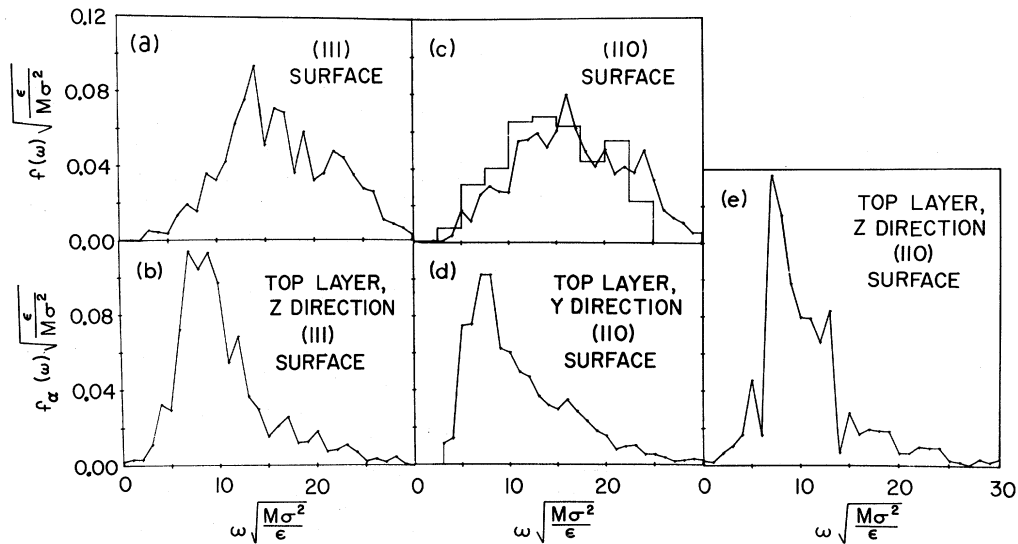 0.12
0.08
0.04
0.00
f(ω) √ε/Mσ²
(a)
(111)
SURFACE
(c)
(110)
SURFACE
(b)
TOP LAYER,
Z DIRECTION
(111)
SURFACE
(d)
TOP LAYER,
Y DIRECTION
(110)
SURFACE
(e)
TOP LAYER,
Z DIRECTION
(110)
SURFACE
0.08
0.04
0.00
fα(ω) √ε/Mσ²
0 10 20 0 10 20 0 10 20 30
ω √Mσ²/ε
ω √Mσ²/ε
ω √Mσ²/ε